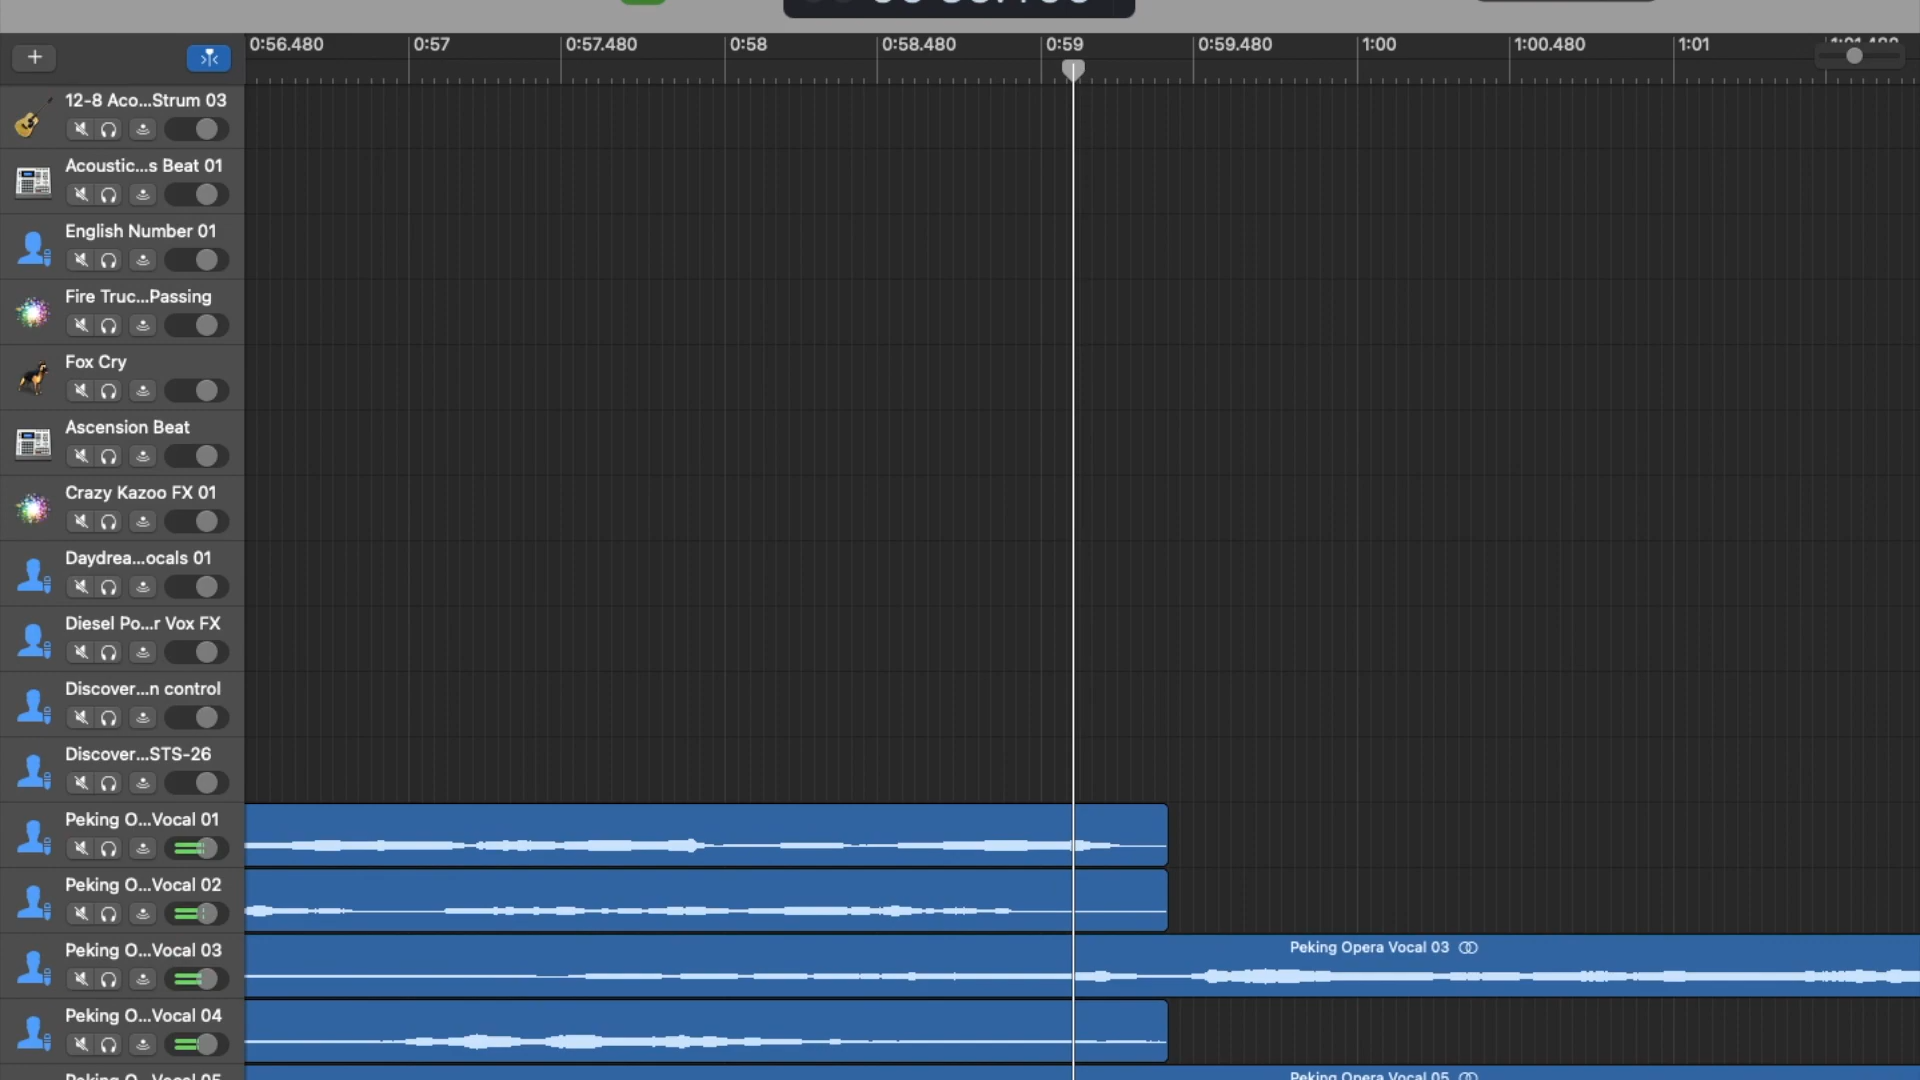 0:56.480 0:57 0:57.480 0:58 0:58.480 0:59 0:59.480 1:00 1:00.480 1:01
12-8 Aco...Strum 03
Acoustic...s Beat 01
English Number 01
Fire Truc...Passing
Fox Cry
Ascension Beat
Crazy Kazoo FX 01
Daydrea...ocals 01
Diesel Po...r Vox FX
Discover...n control
Discover...STS-26
Peking O...Vocal 01
Peking O...Vocal 02
Peking O...Vocal 03
Peking Opera Vocal 03
Peking O...Vocal 04
Peking O...Vocal 05
Peking Opera Vocal 05